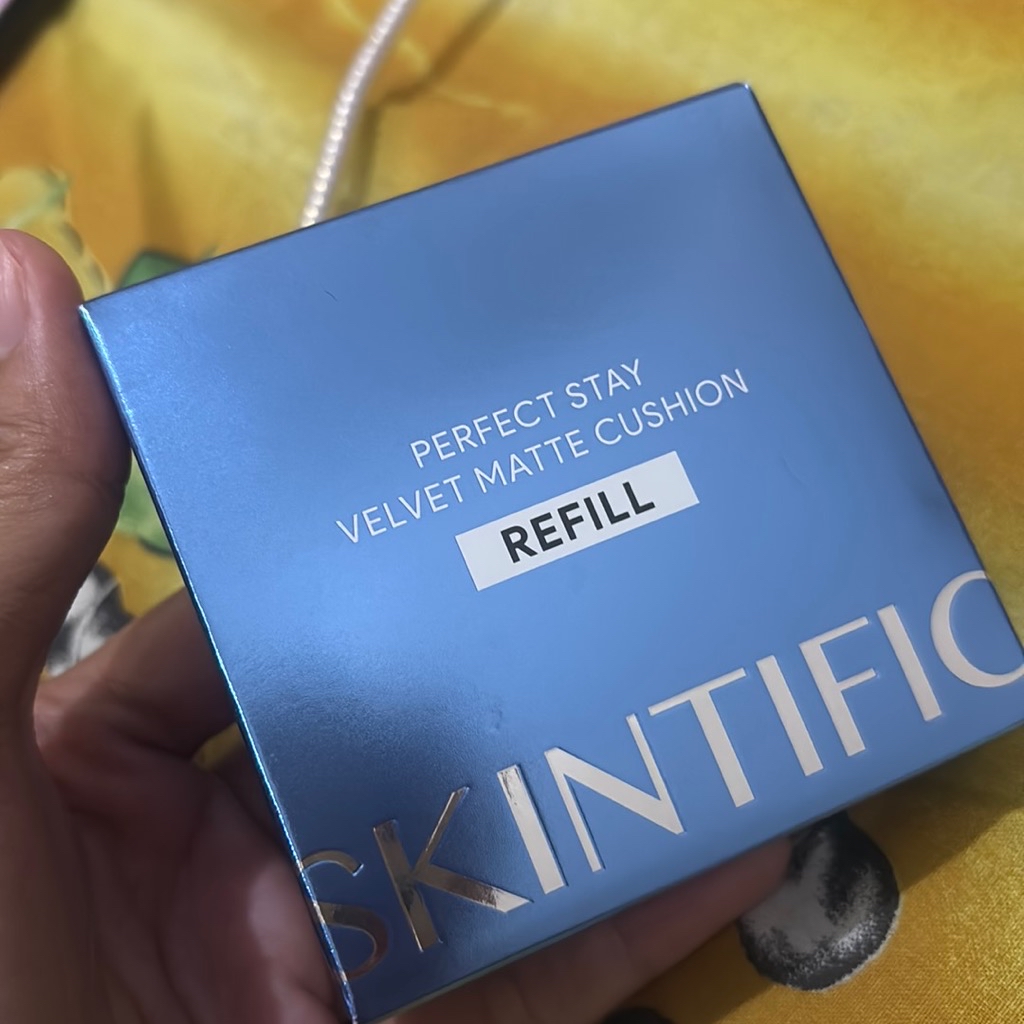 PERFECT STAY
VELVET MATTE CUSHION
REFILL
SKINTIFIC